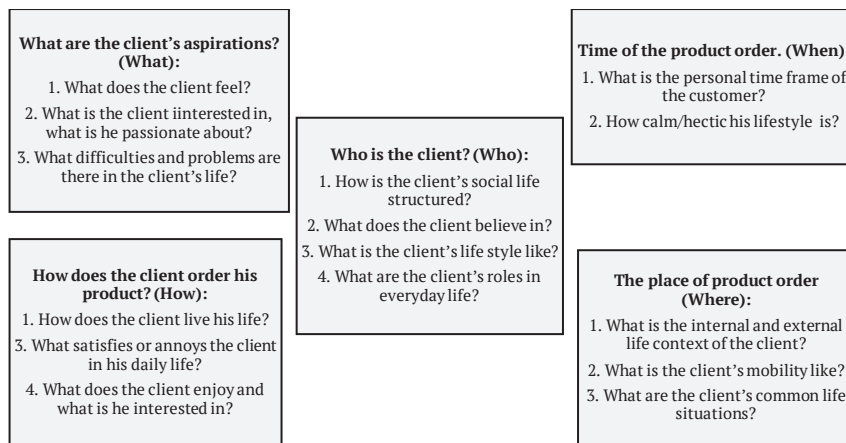 What are the client's aspirations?
(What):
1. What does the client feel?
2. What is the client iinterested in,
what is he passionate about?
3. What difficulties and problems are
there in the client's life?
How does the client order his
product? (How):
1. How does the client live his life?
3. What satisfies or annoys the client
in his daily life?
4. What does the client enjoy and
what is he interested in?
Who is the client? (Who):
1. How is the client's social life
structured?
2. What does the client believe in?
3. What is the client's life style like?
4. What are the client's roles in
everyday life?
Time of the product order. (When)
1. What is the personal time frame of
the customer?
2. How calm/hectic his lifestyle is?
The place of product order
(Where):
1. What is the internal and external
life context of the client?
2. What is the client's mobility like?
3. What are the client's common life
situations?